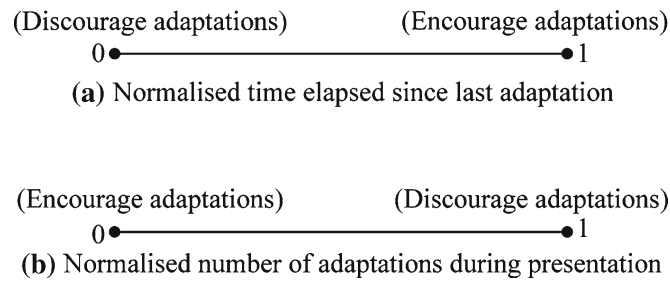 (Discourage adaptations) (Encourage adaptations)
0 1
(a) Normalised time elapsed since last adaptation
(Encourage adaptations) (Discourage adaptations)
0 1
(b) Normalised number of adaptations during presentation